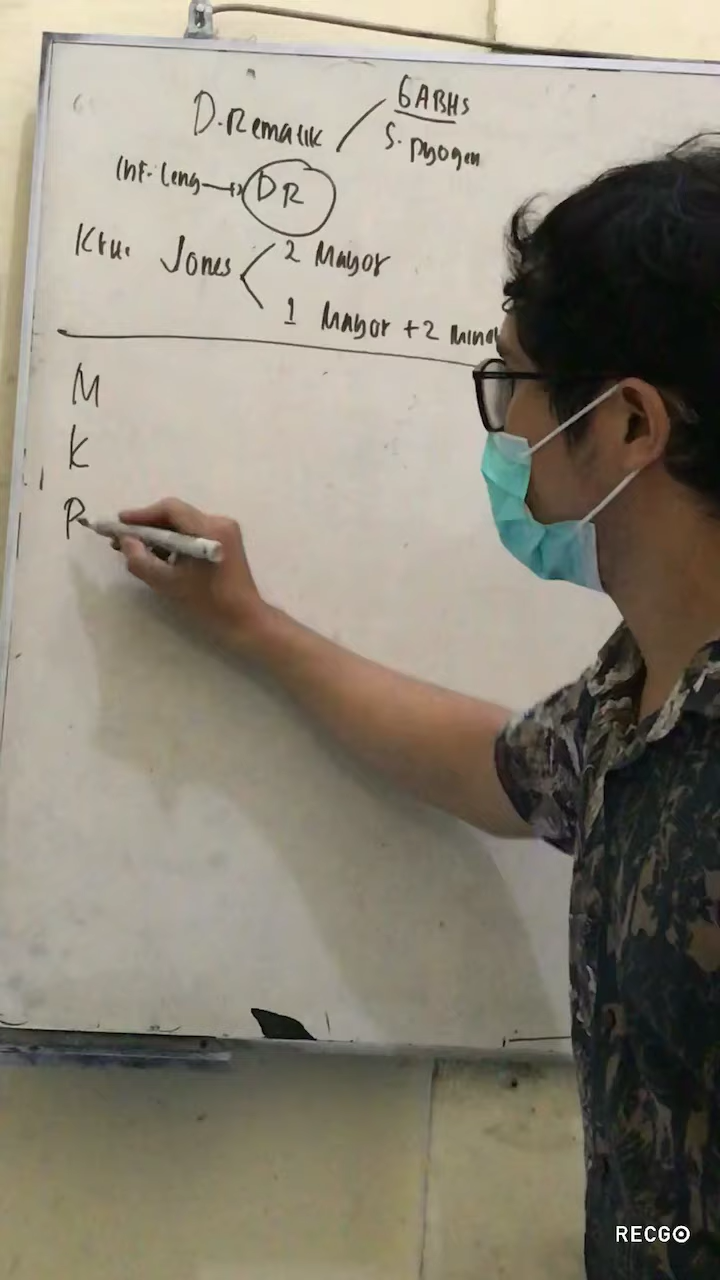 D. Rematik / GABHS
S. pyogen
Inf. Leng → DR
Krit. Jones < 2 Mayor
1 Mayor + 2 Minor
M
K
P
RECGO